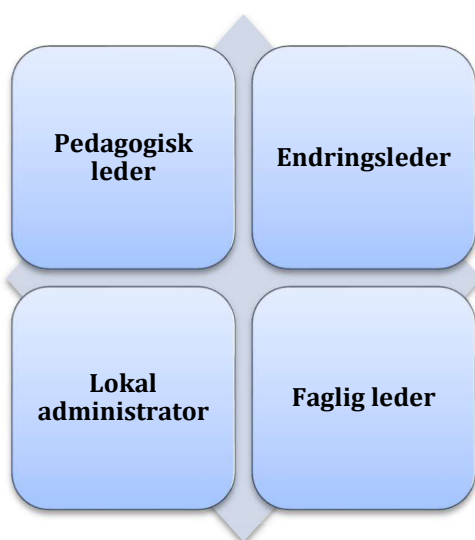 Pedagogisk
leder
Endringsleder
Lokal
administrator
Faglig leder